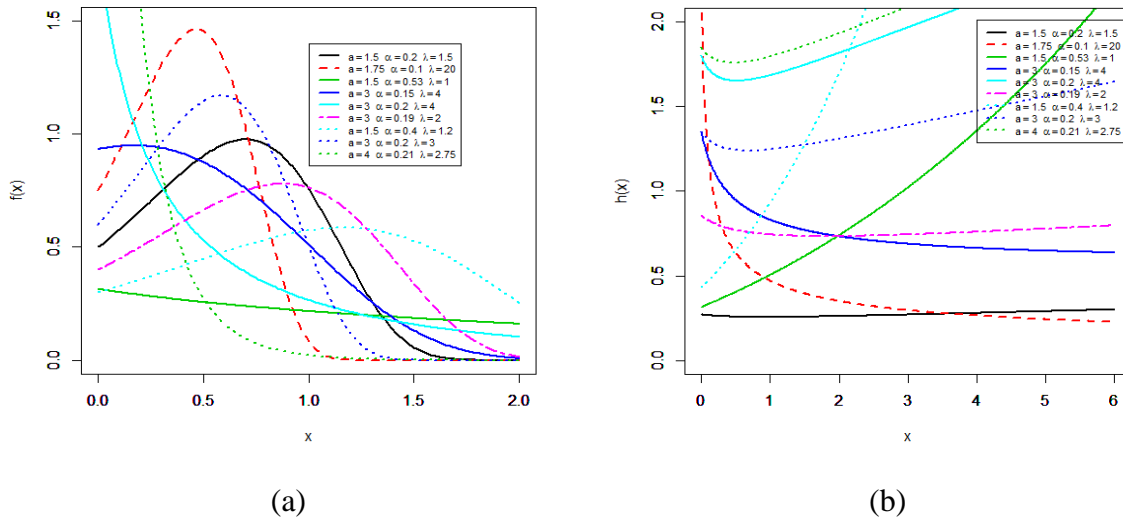 f(x)
1.5
1.0
0.5
0.0
a=1.5 α=0.2 λ=1.5
a=1.75 α=0.1 λ=20
a=1.5 α=0.53 λ=1
a=3 α=0.15 λ=4
a=3 α=0.2 λ=4
a=3 α=0.19 λ=2
a=1.5 α=0.4 λ=1.2
a=3 α=0.2 λ=3
a=4 α=0.21 λ=2.75
0.0 0.5 1.0 1.5 2.0
x
(a)
h(x)
2.0
1.5
1.0
0.5
0.0
a=1.5 α=0.2 λ=1.5
a=1.75 α=0.1 λ=20
a=1.5 α=0.53 λ=1
a=3 α=0.15 λ=4
a=3 α=0.2 λ=4
a=3 α=0.19 λ=2
a=1.5 α=0.4 λ=1.2
a=3 α=0.2 λ=3
a=4 α=0.21 λ=2.75
0 1 2 3 4 5 6
x
(b)